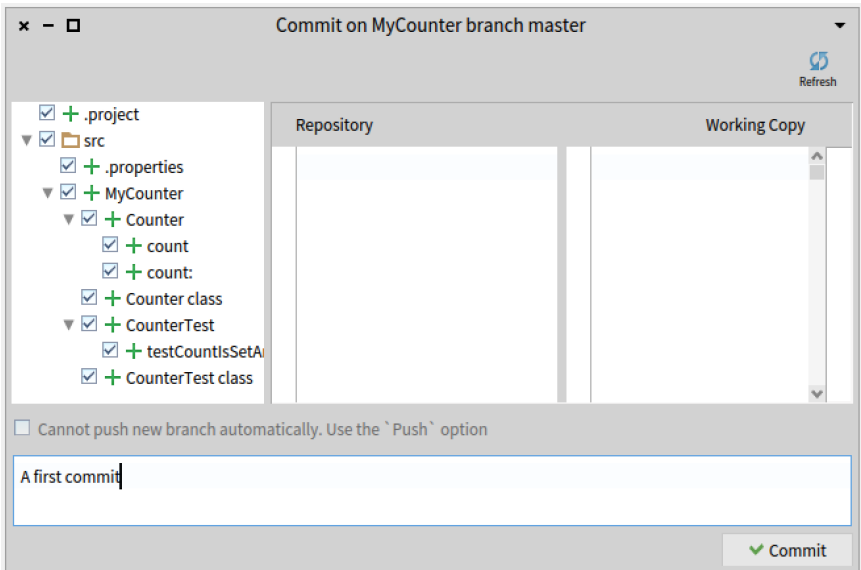 Commit on MyCounter branch master
Refresh
.project
src
.properties
MyCounter
Counter
count
count:
Counter class
CounterTest
testCountIsSetA
CounterTest class
Repository
Working Copy
Cannot push new branch automatically. Use the `Push` option
A first commit
Commit